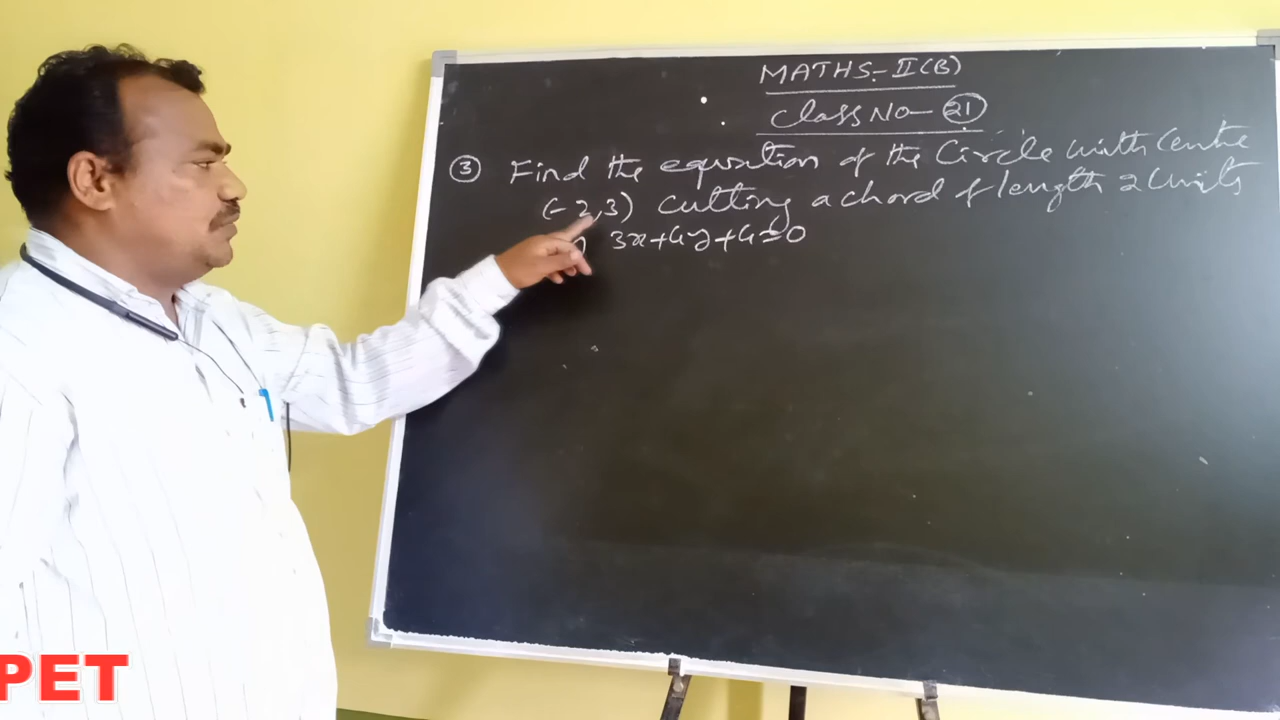 MATHS-II(B)
Class NO-21
3 Find the equation of the Circle with Centre
(-2,3) cutting a chord of length 2 Units
3x+4y+4=0
PET